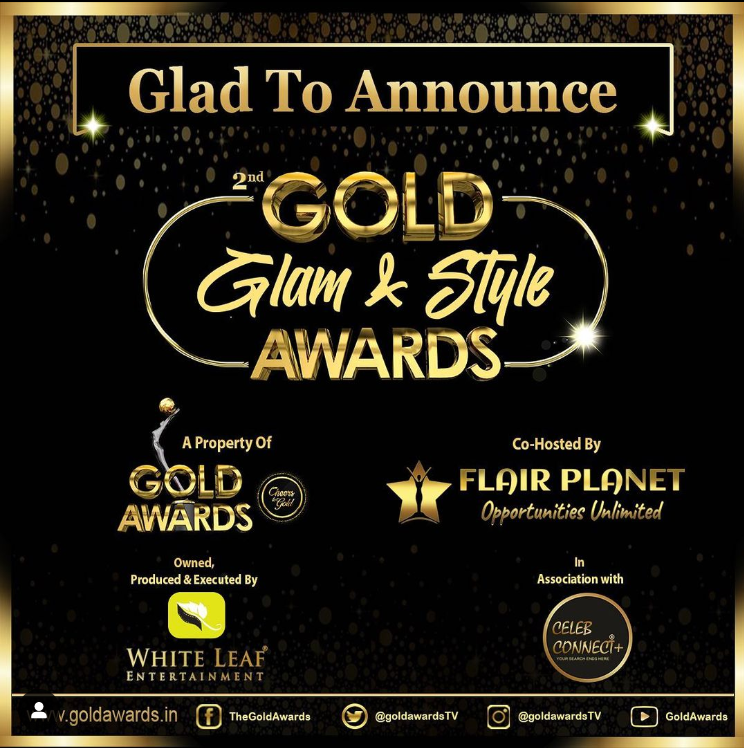 Glad To Announce
2nd GOLD
Glam & Style
AWARDS
A Property Of
GOLD
AWARDS
Cheers to Gold
Co-Hosted By
FLAIR PLANET
Opportunities Unlimited
Owned,
Produced & Executed By
WHITE LEAF®
ENTERTAINMENT
In
Association with
CELEB
CONNECT+
YOUR SEARCH ENDS HERE
w.goldawards.in
TheGoldAwards
@goldawardsTV
@goldawardsTV
GoldAwards